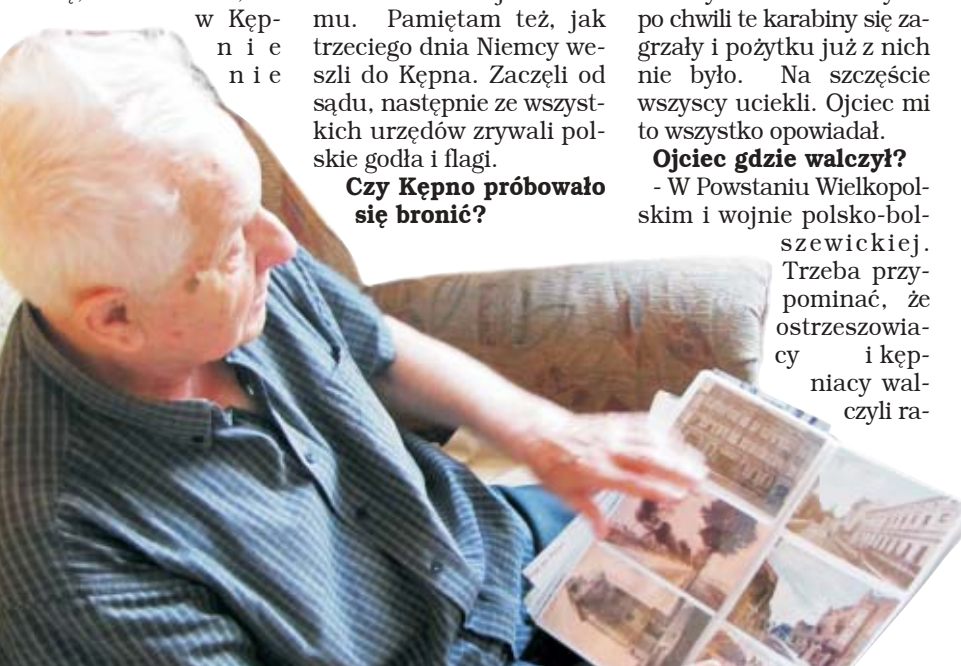 w Kęp-
nie
nie
mu. Pamiętam też, jak
trzeciego dnia Niemcy we-
szli do Kępna. Zaczęli od
sądu, następnie ze wszyst-
kich urzędów zrywali pol-
skie godła i flagi.
Czy Kępno próbowało
się bronić?
po chwili te karabiny się za-
grzały i pożytku już z nich
nie było. Na szczęście
wszyscy uciekli. Ojciec mi
to wszystko opowiadał.
Ojciec gdzie walczył?
- W Powstaniu Wielkopol-
skim i wojnie polsko-bol-
szewickiej.
Trzeba przy-
pominać, że
ostrzeszowia-
cy i kęp-
niacy wal-
czyli ra-